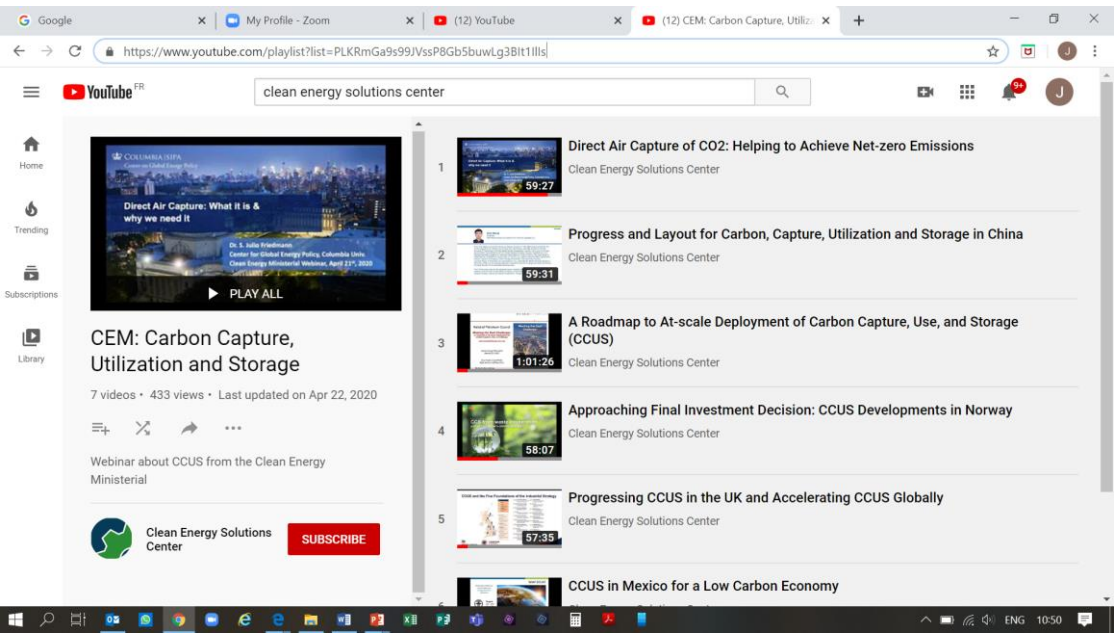 Google
My Profile - Zoom
(12) YouTube
(12) CEM: Carbon Capture, Utiliz
https://www.youtube.com/playlist?list=PLKRmGa9s99JVssP8Gb5buwLg3BIt1Ills
J
YouTube FR
clean energy solutions center
9+
J
Home
Trending
Subscriptions
Library
COLUMBIA | SIPA
Center on Global Energy Policy
Direct Air Capture: What it is &
why we need it
Dr. S. Julio Friedmann
Center for Global Energy Policy, Columbia Univ.
Clean Energy Ministerial Webinar, April 21st, 2020
PLAY ALL
CEM: Carbon Capture,
Utilization and Storage
7 videos • 433 views • Last updated on Apr 22, 2020
Webinar about CCUS from the Clean Energy
Ministerial
Clean Energy Solutions
Center
SUBSCRIBE
1
59:27
Direct Air Capture of CO2: Helping to Achieve Net-zero Emissions
Clean Energy Solutions Center
2
59:31
Progress and Layout for Carbon, Capture, Utilization and Storage in China
Clean Energy Solutions Center
3
1:01:26
A Roadmap to At-scale Deployment of Carbon Capture, Use, and Storage
(CCUS)
Clean Energy Solutions Center
4
58:07
Approaching Final Investment Decision: CCUS Developments in Norway
Clean Energy Solutions Center
5
57:35
Progressing CCUS in the UK and Accelerating CCUS Globally
Clean Energy Solutions Center
CCUS in Mexico for a Low Carbon Economy
ENG
10:50